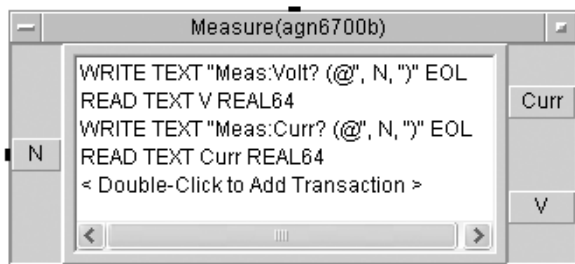 Measure(agn6700b)
WRITE TEXT "Meas:Volt? (@", N, ")" EOL
READ TEXT V REAL64
WRITE TEXT "Meas:Curr? (@", N, ")" EOL
READ TEXT Curr REAL64
< Double-Click to Add Transaction >
N
Curr
V